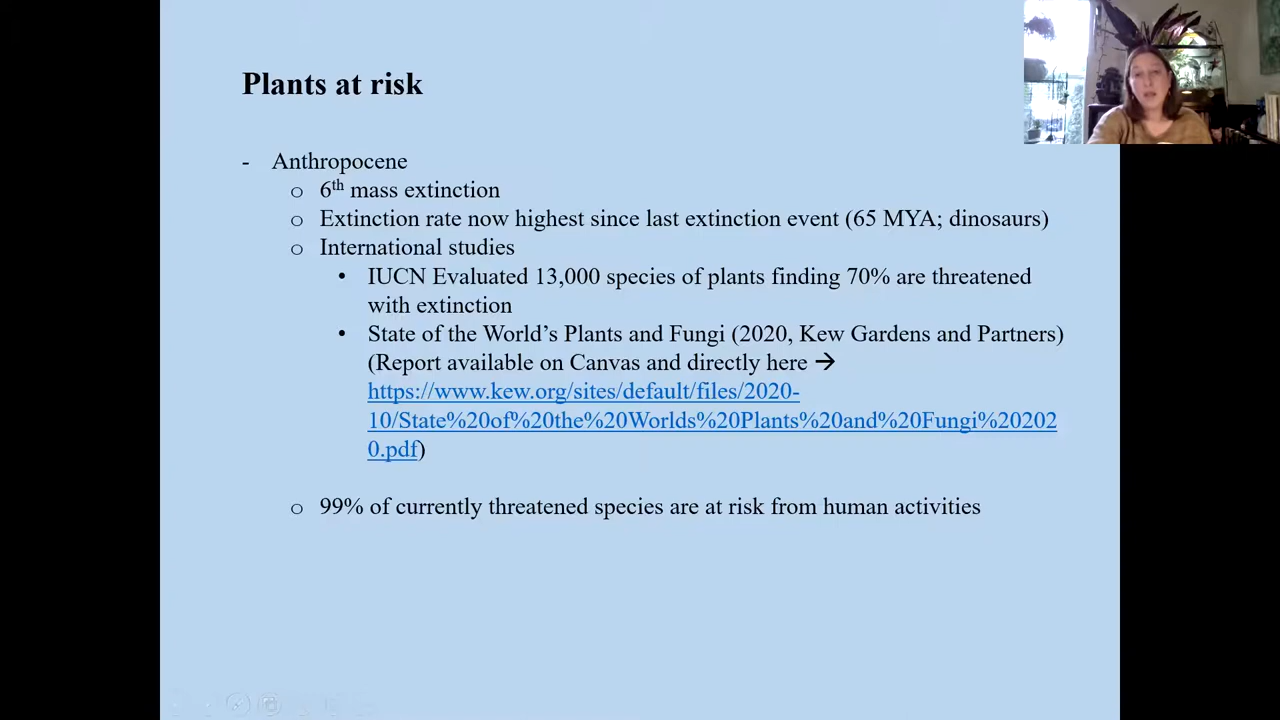 Plants at risk
- Anthropocene
o 6th mass extinction
o Extinction rate now highest since last extinction event (65 MYA; dinosaurs)
o International studies
• IUCN Evaluated 13,000 species of plants finding 70% are threatened
with extinction
• State of the World’s Plants and Fungi (2020, Kew Gardens and Partners)
(Report available on Canvas and directly here →
https://www.kew.org/sites/default/files/2020-
10/State%20of%20the%20Worlds%20Plants%20and%20Fungi%20202
0.pdf)
o 99% of currently threatened species are at risk from human activities